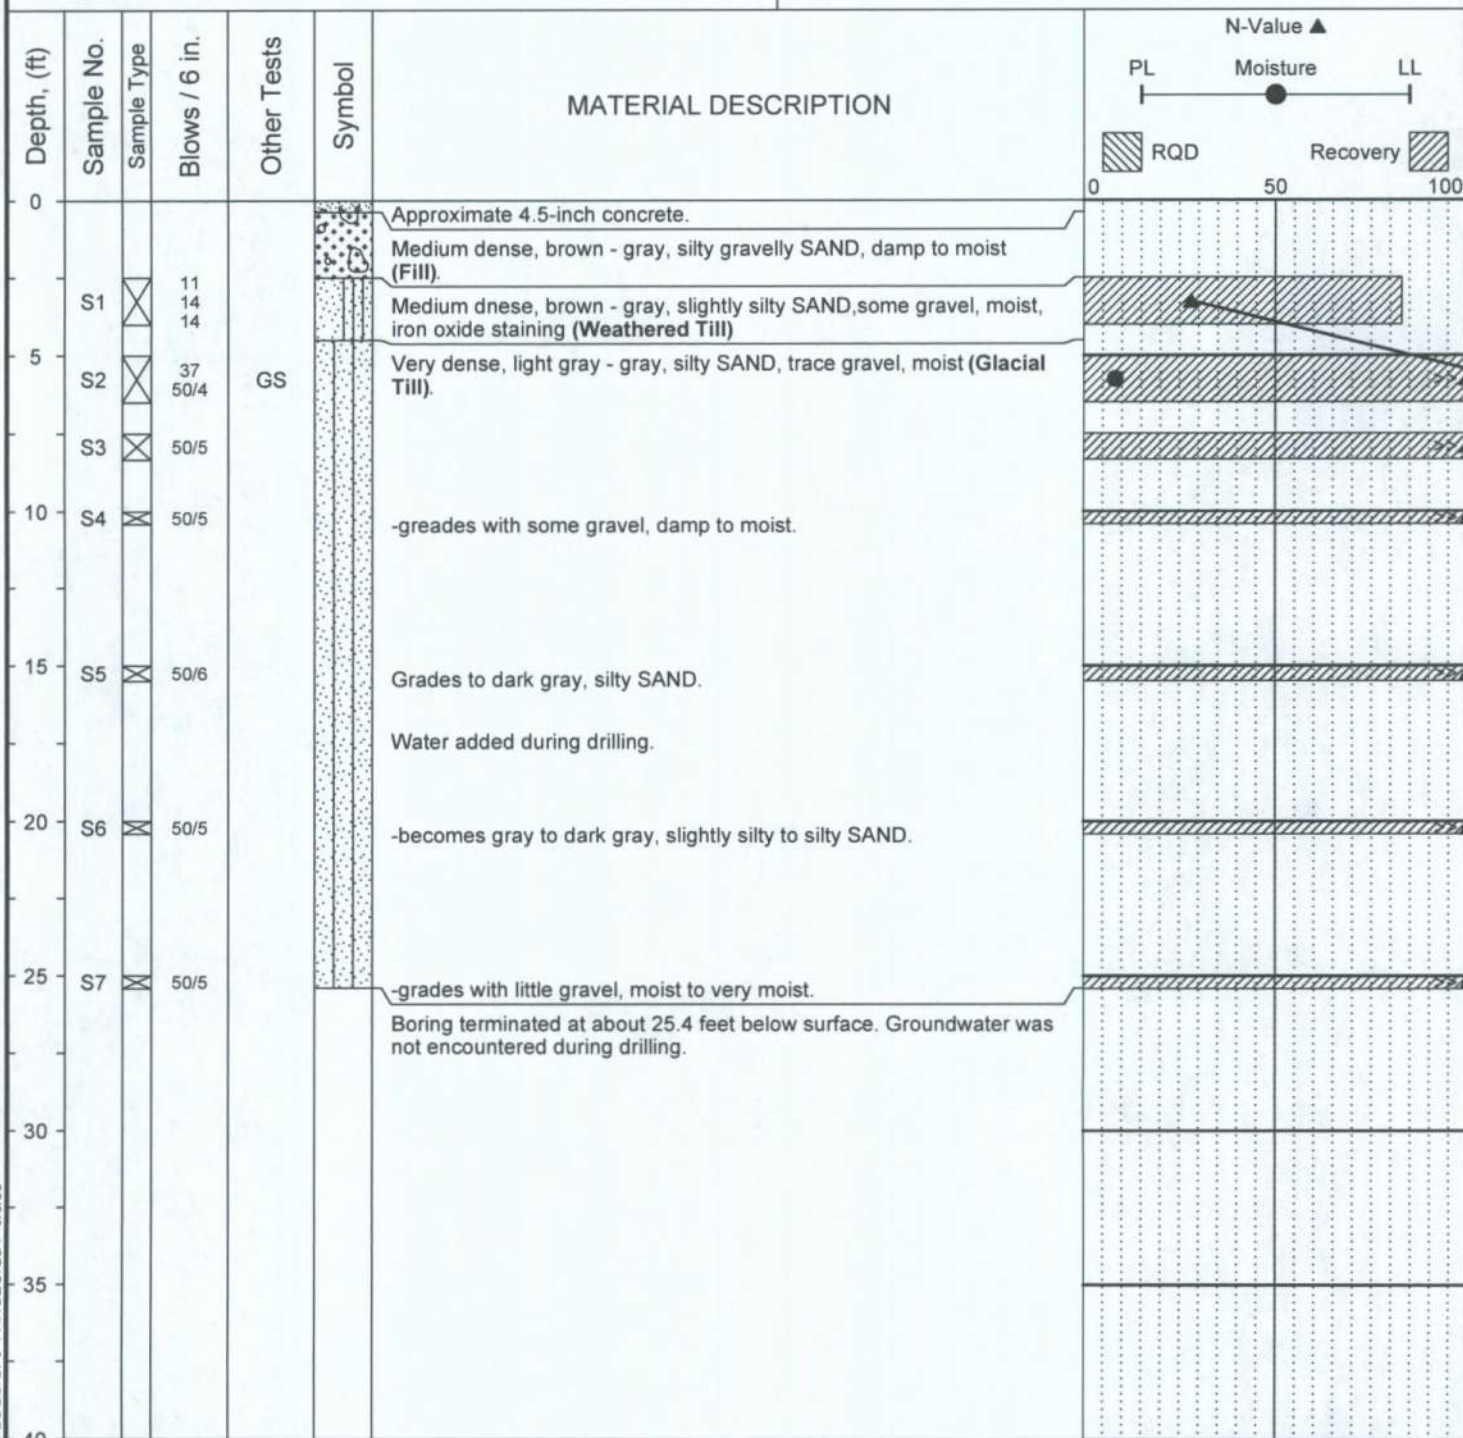 N-Value ▲
PL Moisture LL
RQD Recovery
0 50 100
Depth, (ft)
Sample No.
Sample Type
Blows / 6 in.
Other Tests
Symbol
MATERIAL DESCRIPTION
0
Approximate 4.5-inch concrete.
Medium dense, brown - gray, silty gravelly SAND, damp to moist
(Fill).
S1
11
14
14
Medium dnese, brown - gray, slightly silty SAND,some gravel, moist,
iron oxide staining (Weathered Till)
5
S2
37
50/4
GS
Very dense, light gray - gray, silty SAND, trace gravel, moist (Glacial
Till).
>>
S3 50/5
>>
10
S4 50/5
-greades with some gravel, damp to moist.
>>
15
S5 50/6
Grades to dark gray, silty SAND.
>>
Water added during drilling.
20
S6 50/5
-becomes gray to dark gray, slightly silty to silty SAND.
>>
25
S7 50/5
-grades with little gravel, moist to very moist.
>>
Boring terminated at about 25.4 feet below surface. Groundwater was
not encountered during drilling.
30
35